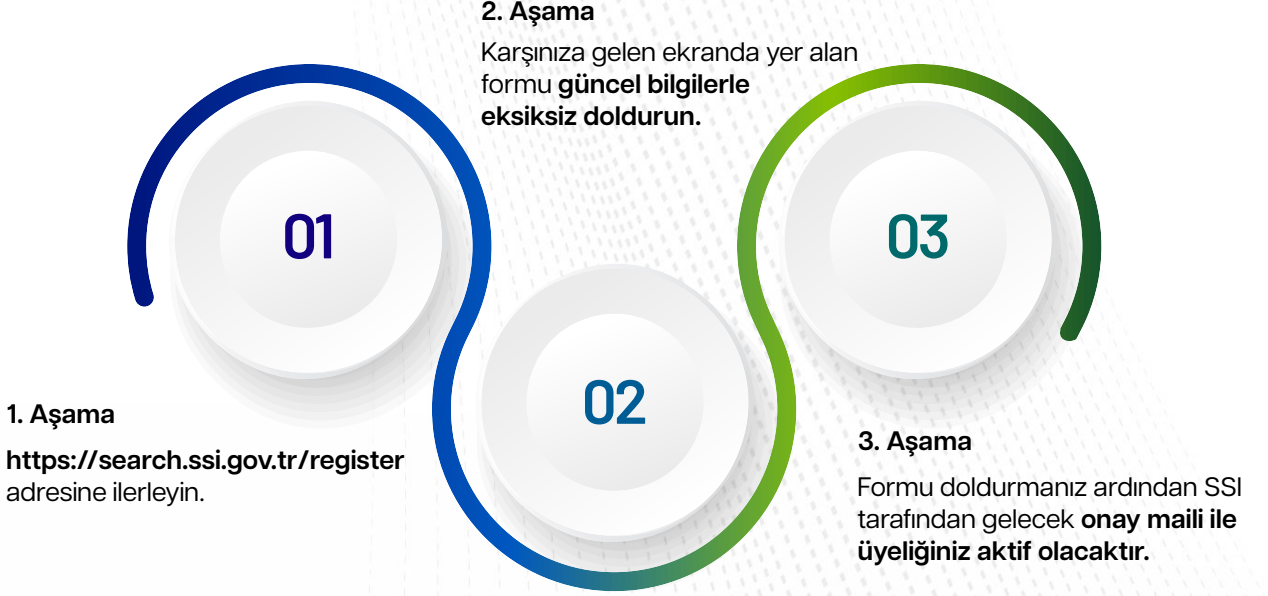 01
1. Aşama
https://search.ssi.gov.tr/register
adresine ilerleyin.
2. Aşama
Karşınıza gelen ekranda yer alan
formu güncel bilgilerle
eksiksiz doldurun.
02
03
3. Aşama
Formu doldurmanız ardından SSI
tarafından gelecek onay maili ile
üyeliğiniz aktif olacaktır.